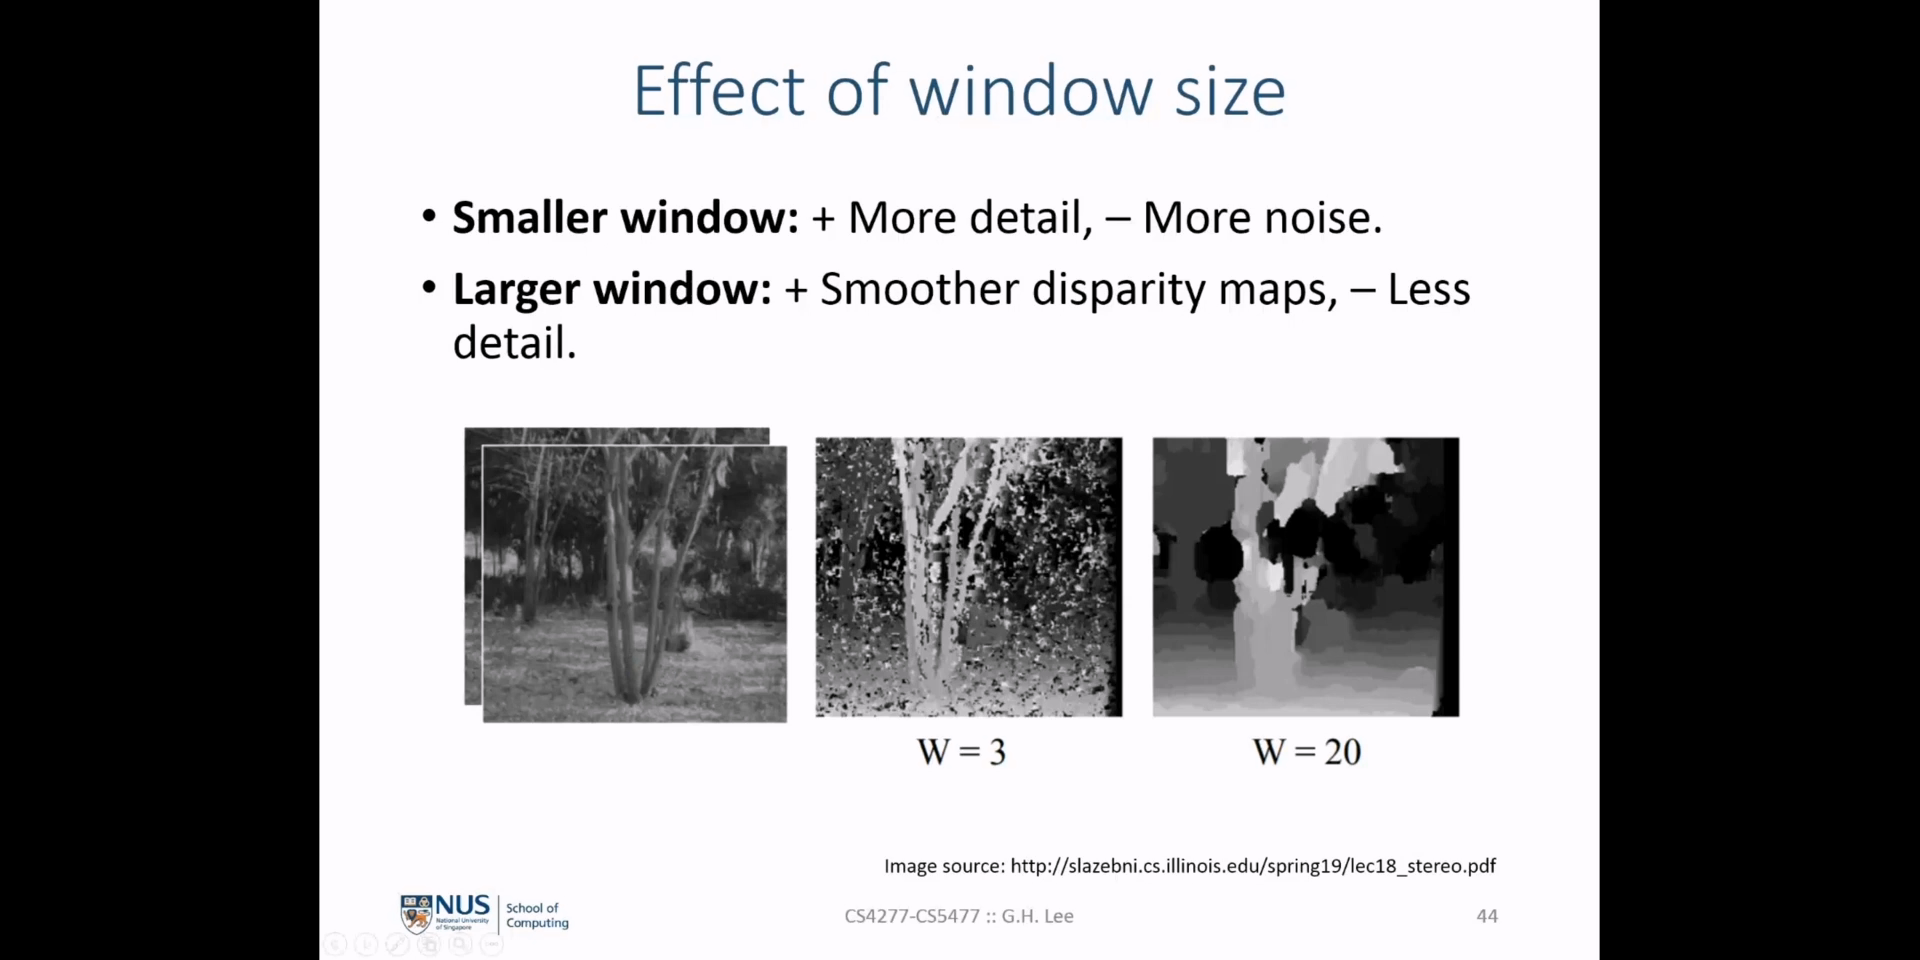 Effect of window size
• Smaller window: + More detail, – More noise.
• Larger window: + Smoother disparity maps, – Less
detail.
W = 3
W = 20
Image source: http://slazebni.cs.illinois.edu/spring19/lec18_stereo.pdf
NUS
National University
of Singapore
School of
Computing
CS4277-CS5477 :: G.H. Lee
44